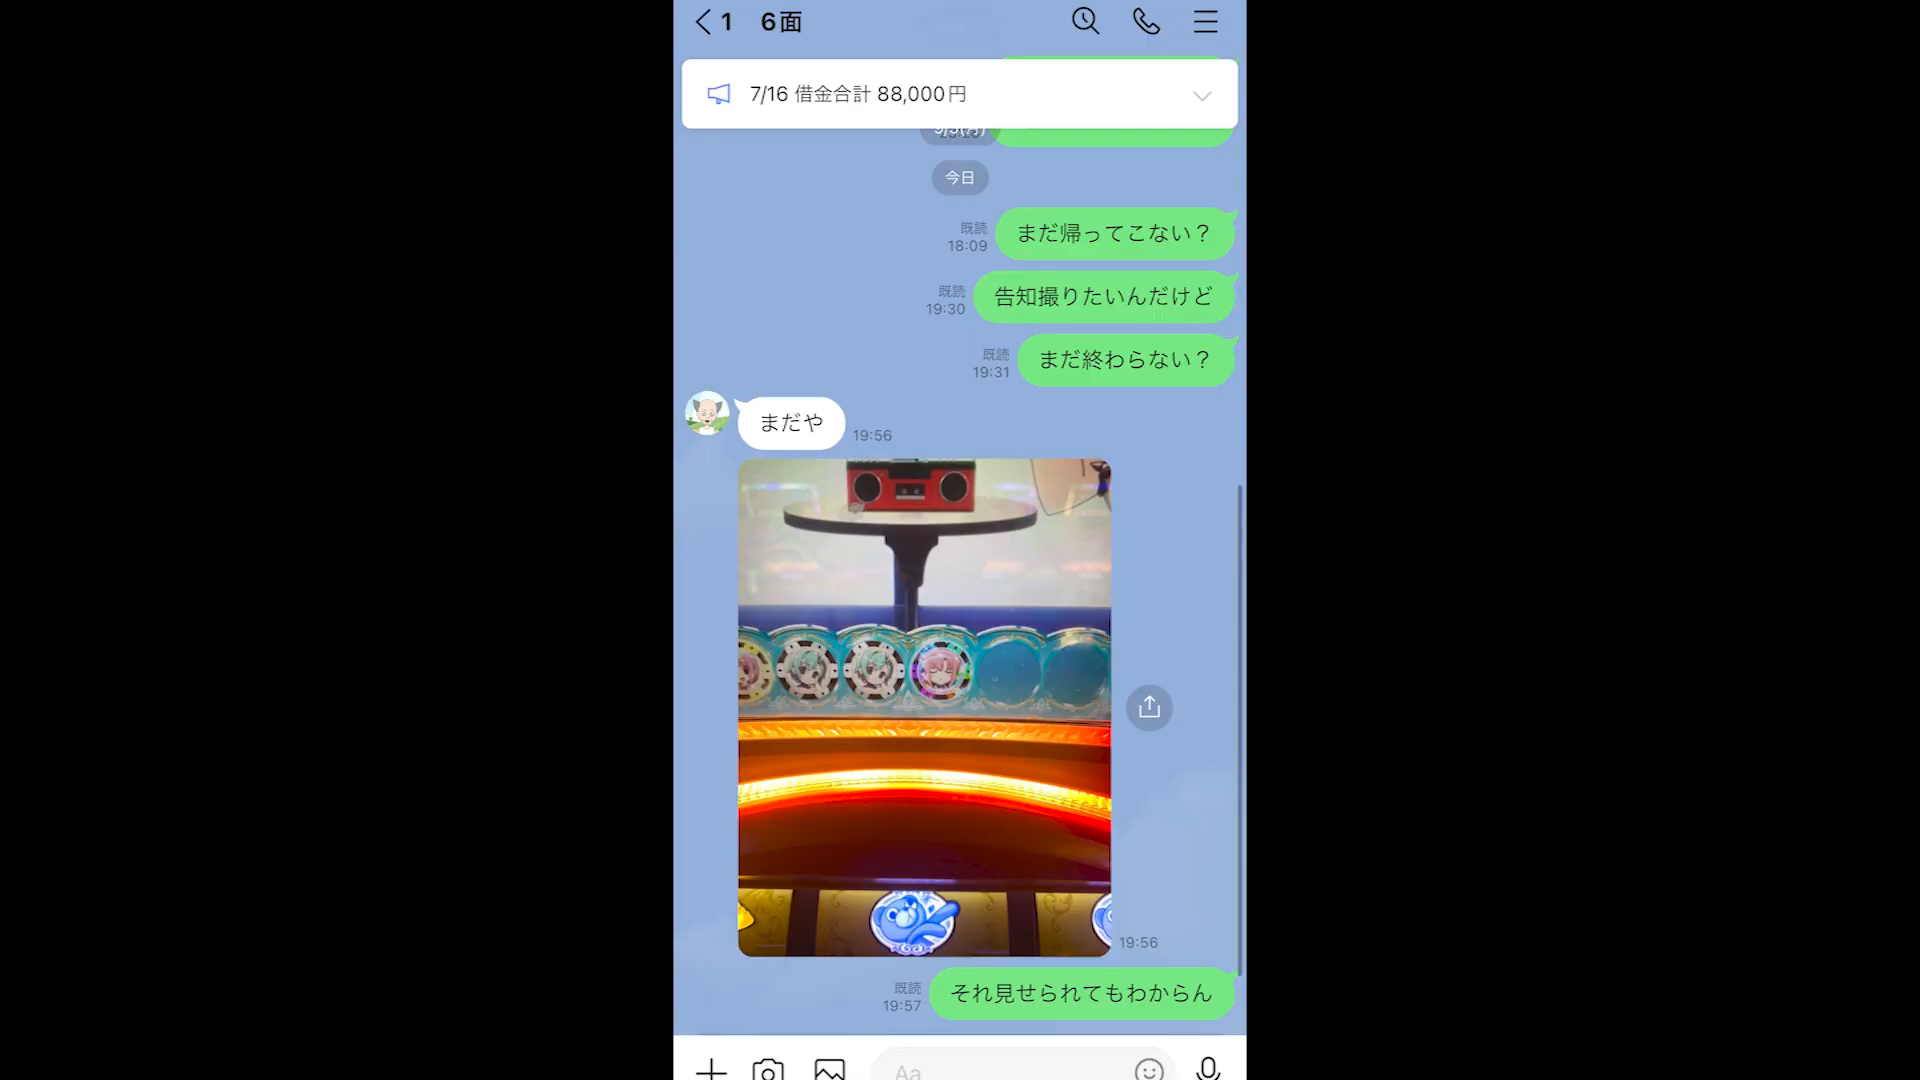 1 6面
7/16 借金合計 88,000円
今日
既読
18:09
まだ帰ってこない？
既読
19:30
告知撮りたいんだけど
既読
19:31
まだ終わらない？
まだや
19:56
19:56
既読
19:57
それ見せられてもわからん
Aa